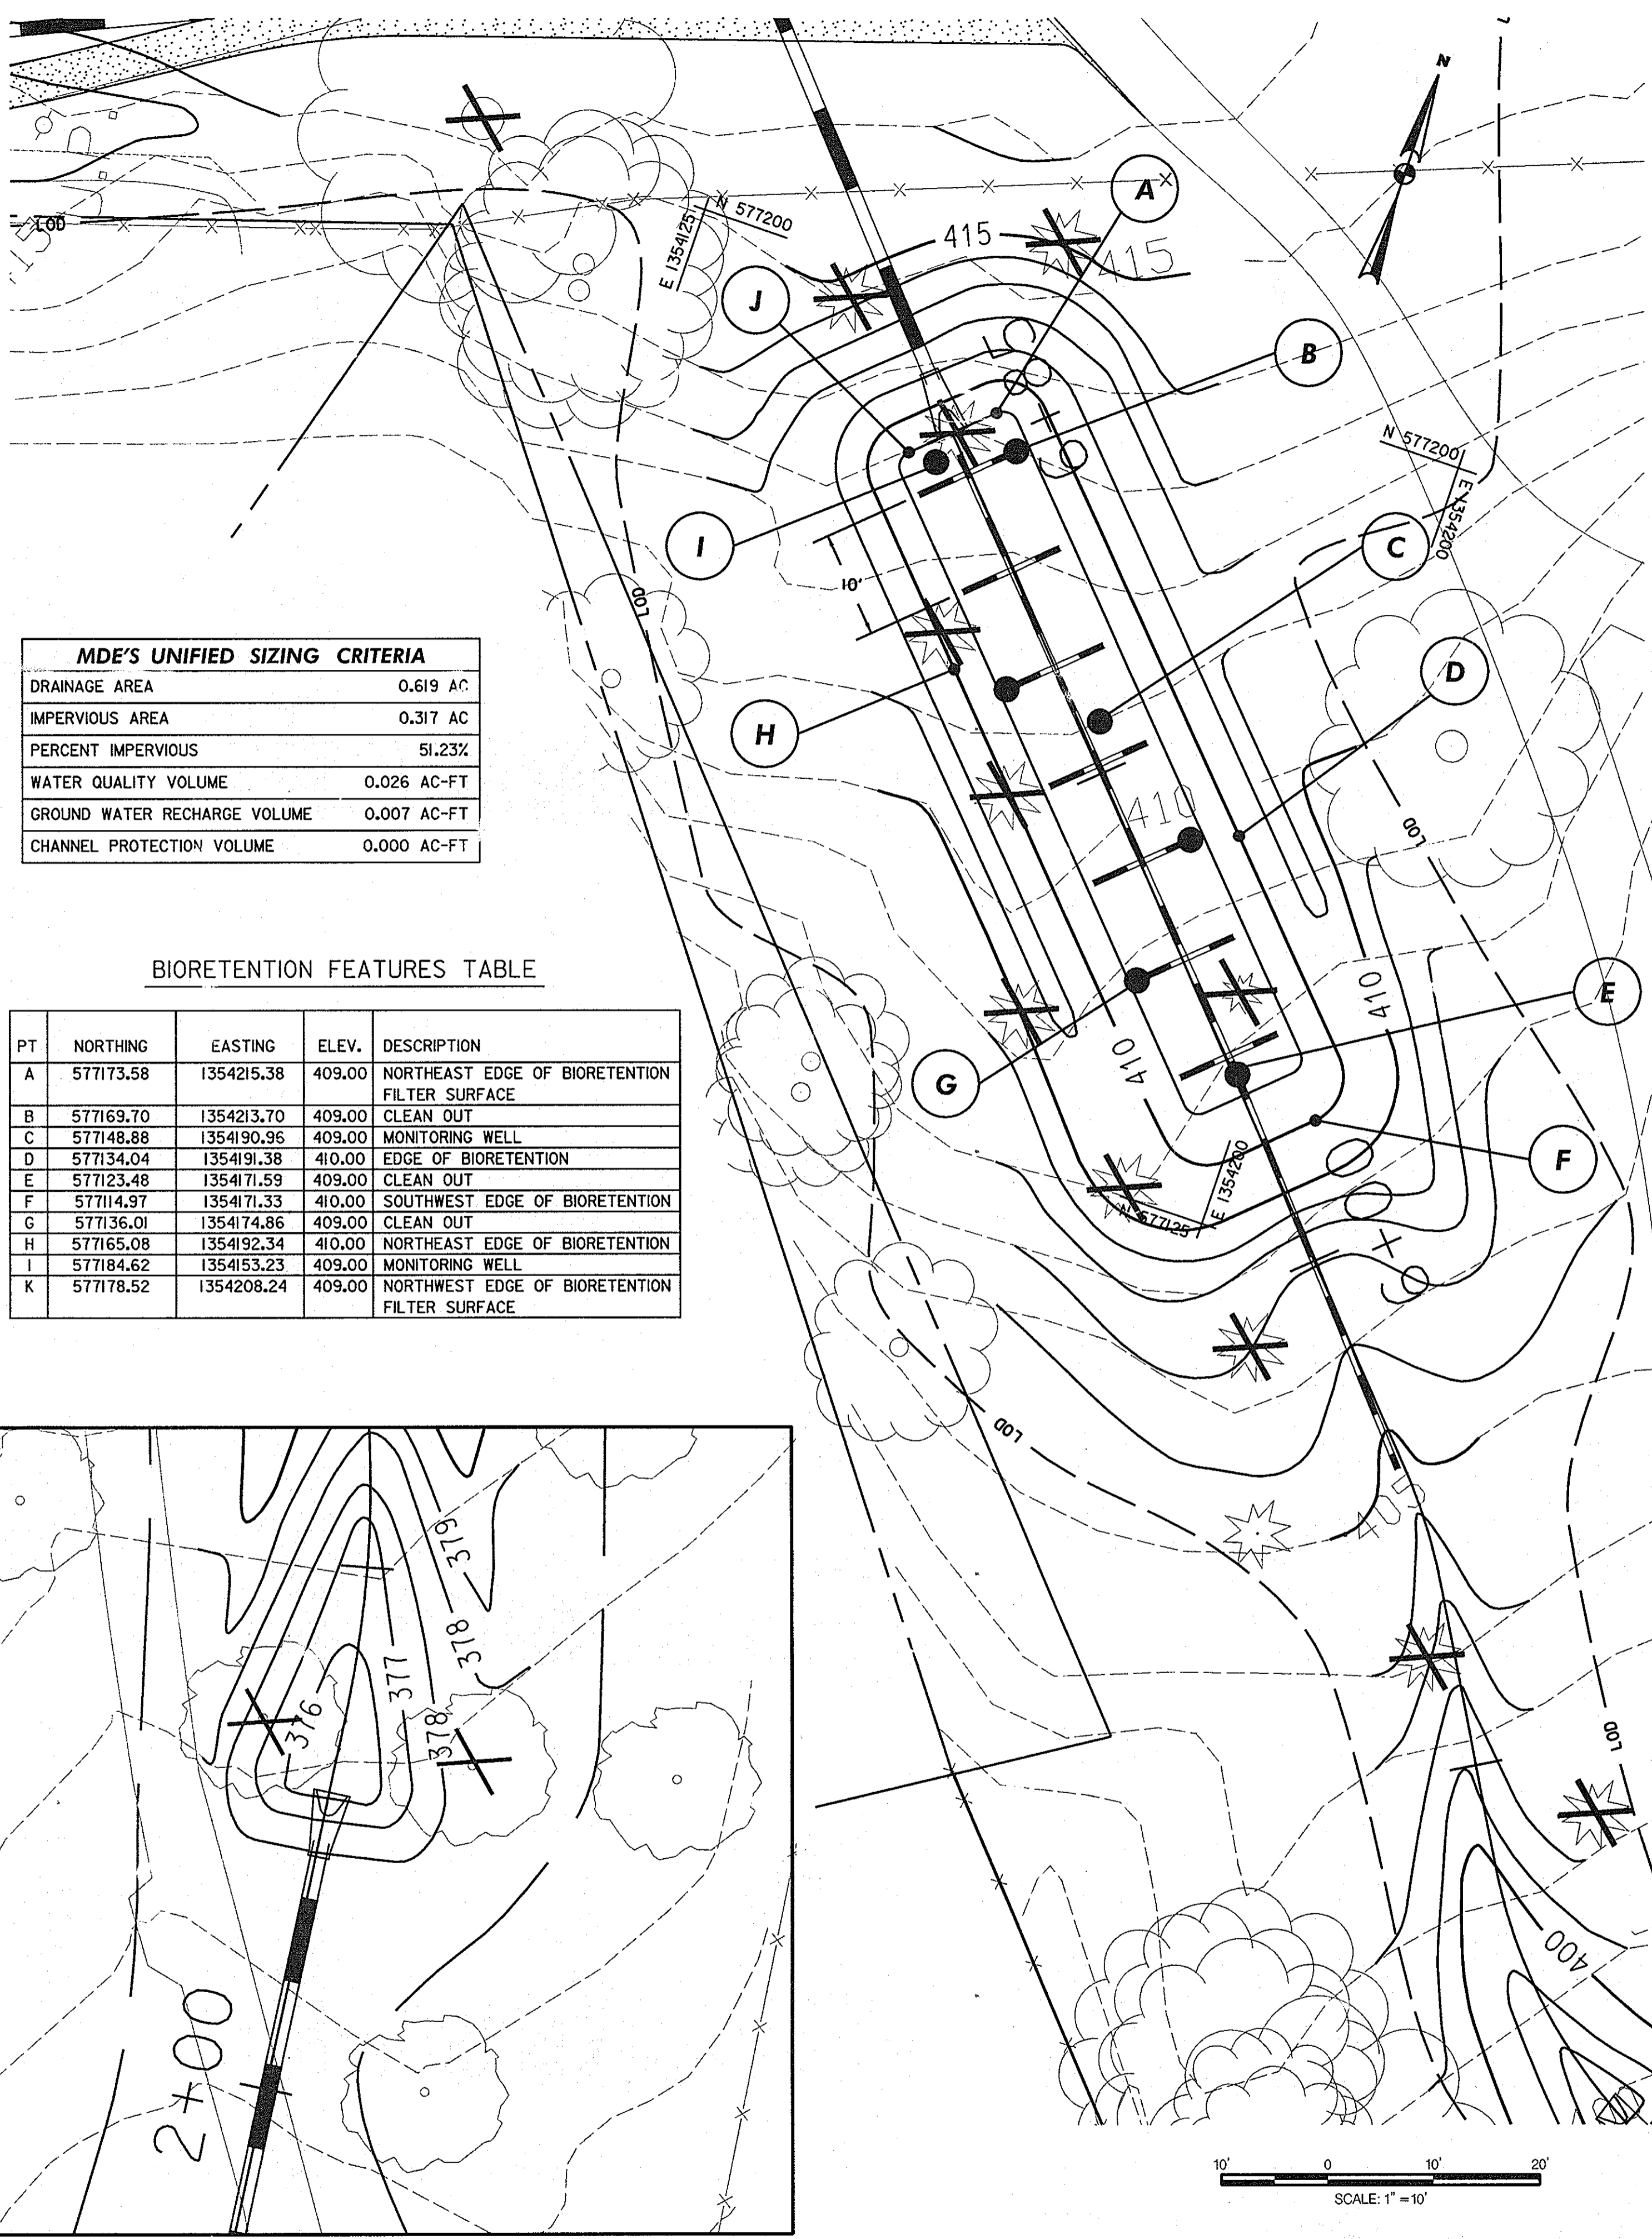 N
A
LOD
E 1354125
N 577200
415
415
J
B
N 577200
E 1354200
I
C
10'
LOD
MDE'S UNIFIED SIZING CRITERIA
DRAINAGE AREA 0.619 AC
IMPERVIOUS AREA 0.317 AC
PERCENT IMPERVIOUS 51.23%
WATER QUALITY VOLUME 0.026 AC-FT
GROUND WATER RECHARGE VOLUME 0.007 AC-FT
CHANNEL PROTECTION VOLUME 0.000 AC-FT
D
H
410
LOD
BIORETENTION FEATURES TABLE
PT NORTHING EASTING ELEV. DESCRIPTION
A 577173.58 1354215.38 409.00 NORTHEAST EDGE OF BIORETENTION
FILTER SURFACE
B 577169.70 1354213.70 409.00 CLEAN OUT
C 577148.88 1354190.96 409.00 MONITORING WELL
D 577134.04 1354191.38 410.00 EDGE OF BIORETENTION
E 577123.48 1354171.59 409.00 CLEAN OUT
F 577114.97 1354171.33 410.00 SOUTHWEST EDGE OF BIORETENTION
G 577136.01 1354174.86 409.00 CLEAN OUT
H 577165.08 1354192.34 410.00 NORTHEAST EDGE OF BIORETENTION
I 577184.62 1354153.23 409.00 MONITORING WELL
K 577178.52 1354208.24 409.00 NORTHWEST EDGE OF BIORETENTION
FILTER SURFACE
410
E
410
G
F
N 577125
E 1354200
0+00
LOD
405
379
378
377
376
378
LOD
400
2+00
10' 0 10' 20'
SCALE: 1" =10'